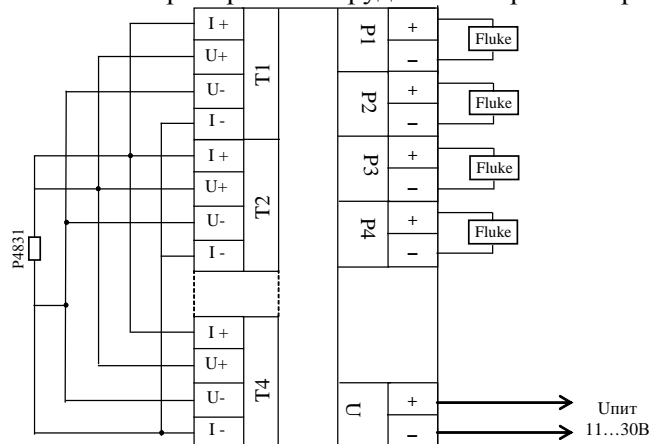 I +
U+
U-
I -
T1
I +
U+
U-
I -
T2
I +
U+
U-
I -
T4
P4831
P1
+
–
Fluke
P2
+
–
Fluke
P3
+
–
Fluke
P4
+
–
Fluke
U
+
–
Uпит
11…30В